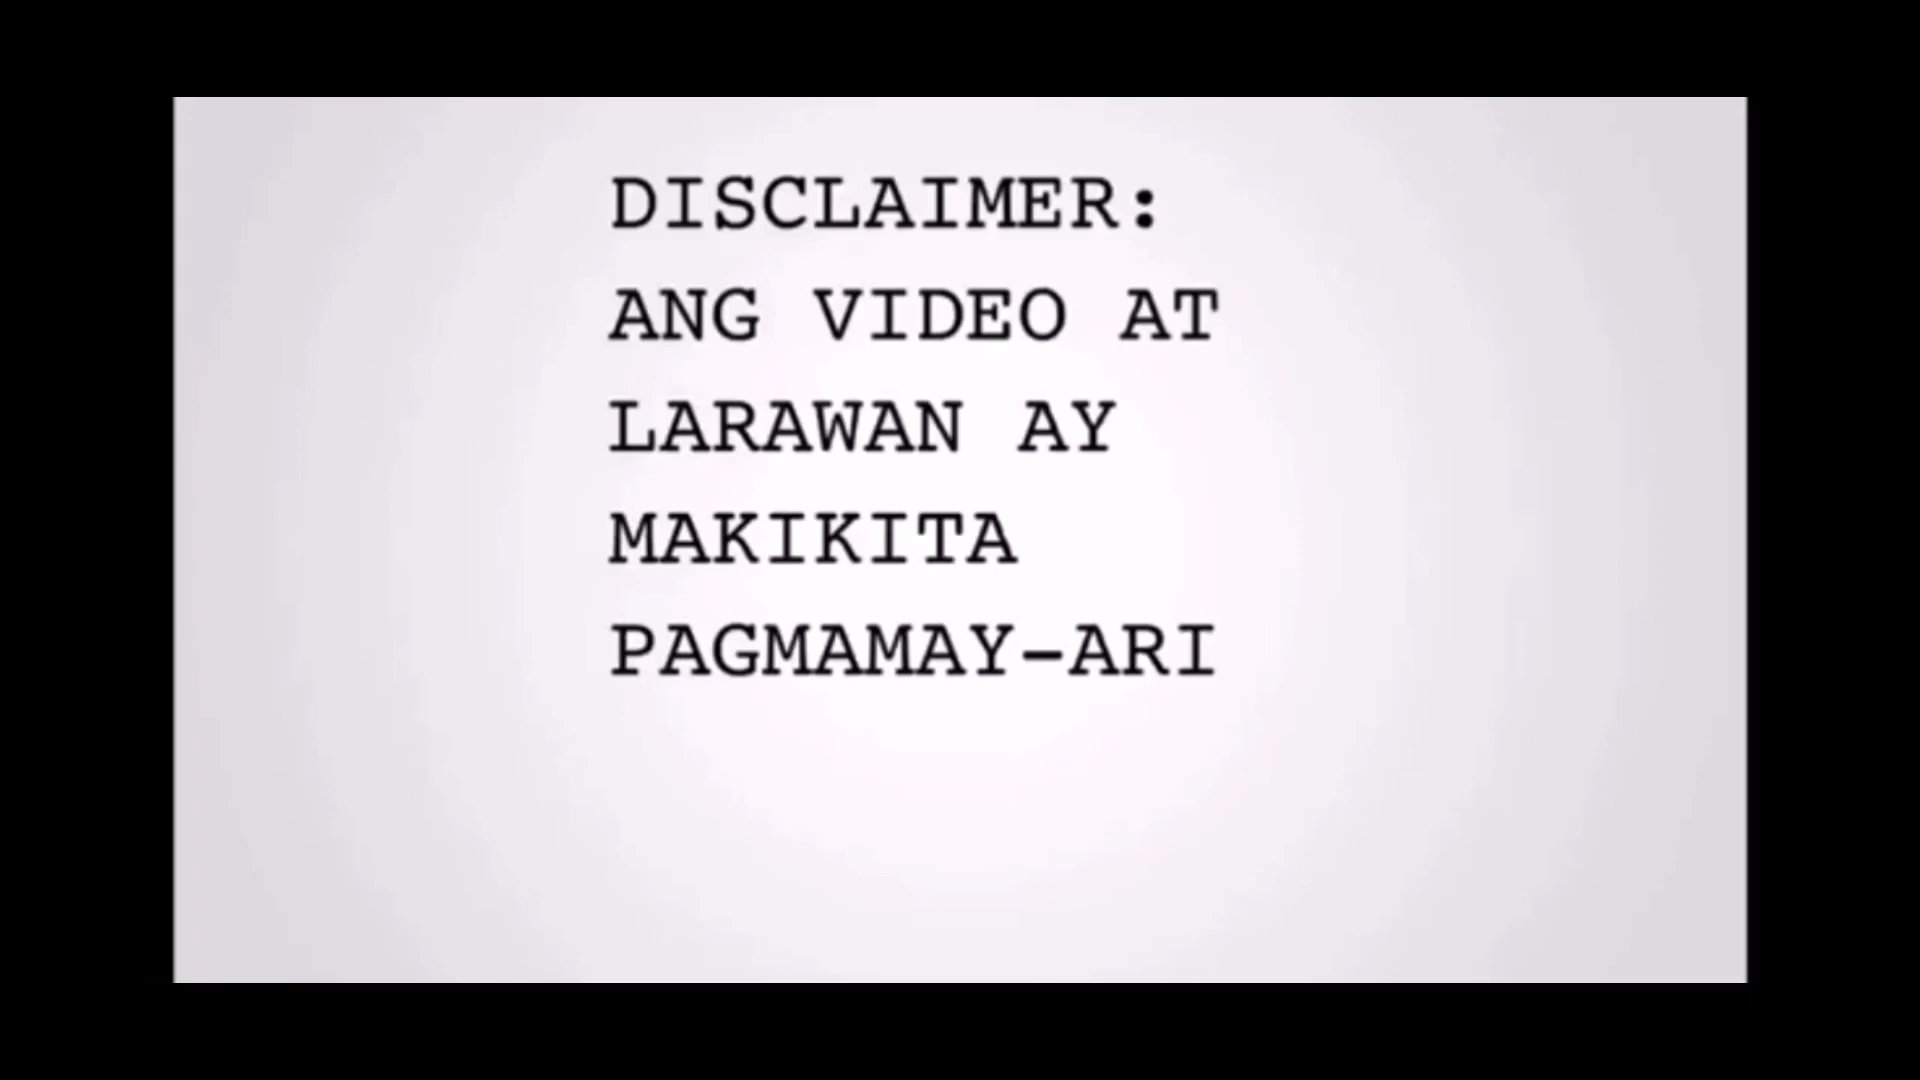 DISCLAIMER:
ANG VIDEO AT
LARAWAN AY
MAKIKITA
PAGMAMAY-ARI